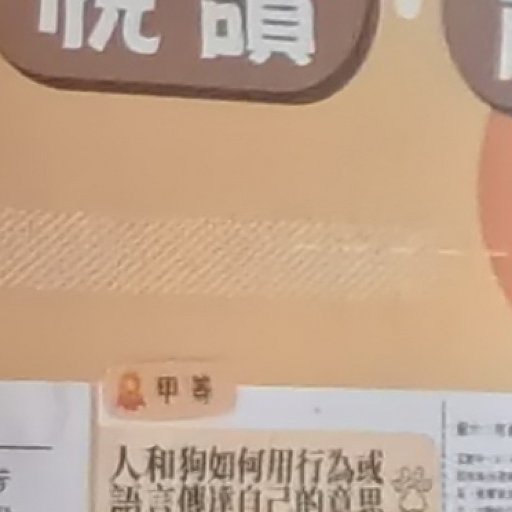 悅讀
甲等
人和狗如何用行為或
語言傳達自己的意思
行